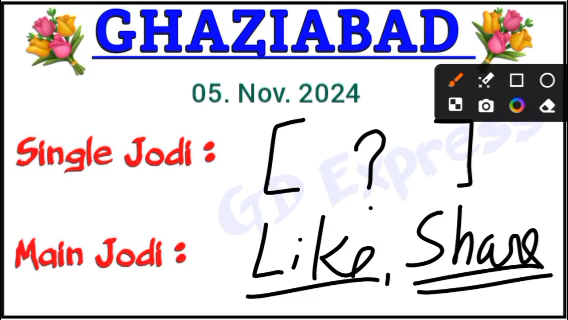 GHAZIABAD
05. Nov. 2024
Single Jodi : [ ? ]
Main Jodi : Like, Share
GD Express